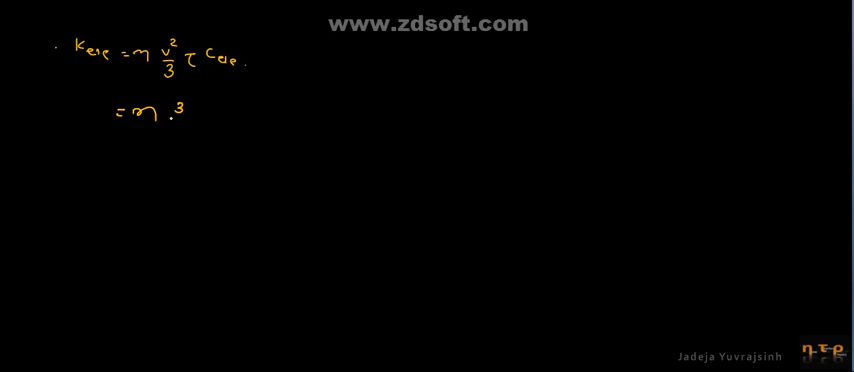 www.zdsoft.com
. Kele = n v²/3 τ Cele.
= n 3
Jadeja Yuvrajsinh
η-τ-ρ